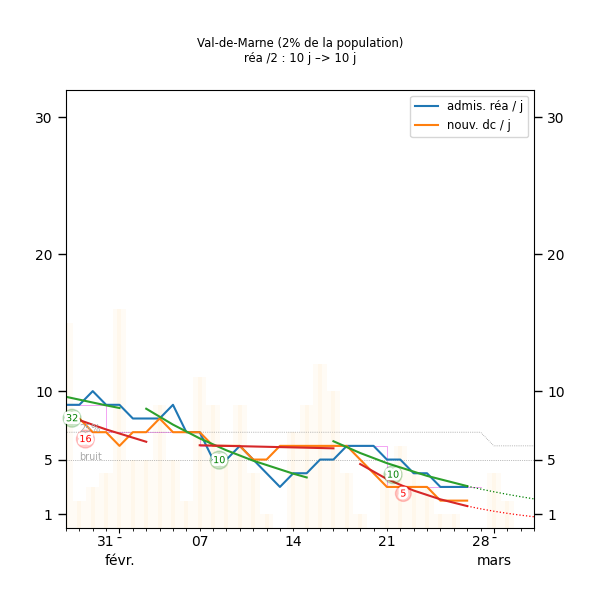 Val-de-Marne (2% de la population)
réa /2 : 10 j –> 10 j
admis. réa / j
nouv. dc / j
30
30
20
20
10
10
5
5
1
1
32
16
bruit
10
10
5
31 -
07
14
21
28 -
févr.
mars